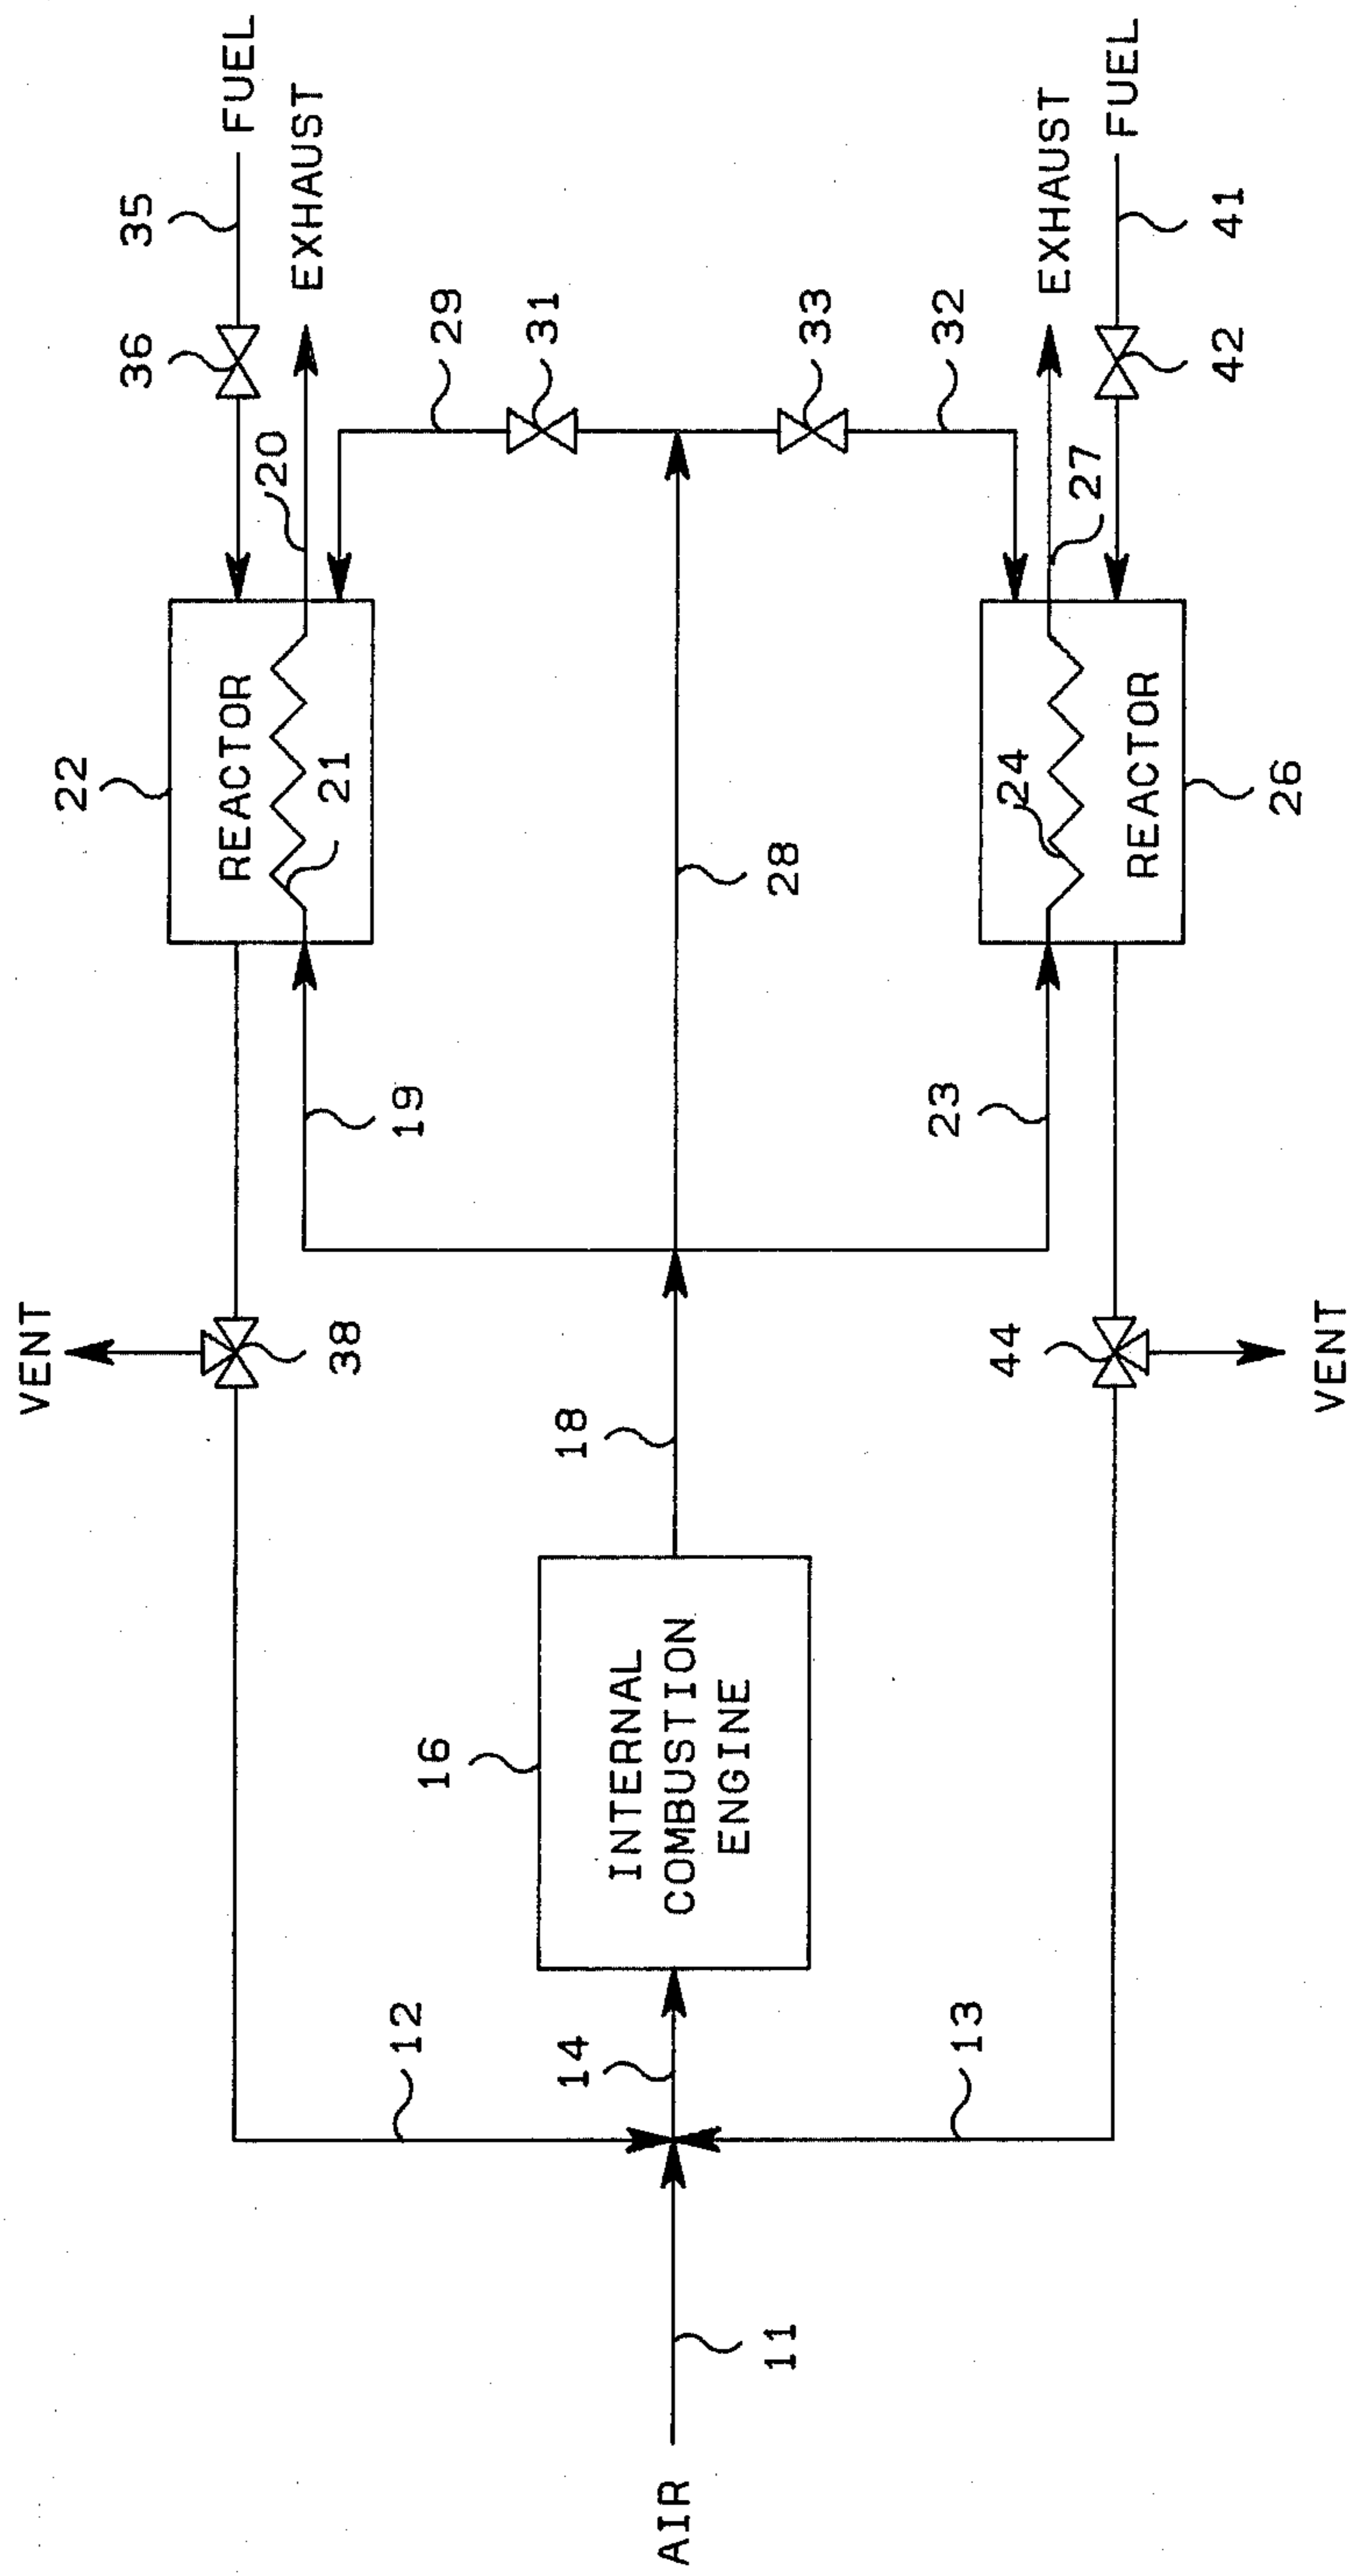 FUEL
35
36
EXHAUST
20
29
31
33
32
EXHAUST
27
FUEL
41
42
22
REACTOR
21
28
24
REACTOR
26
19
23
VENT
38
18
44
VENT
16
INTERNAL
COMBUSTION
ENGINE
12
14
13
11
AIR